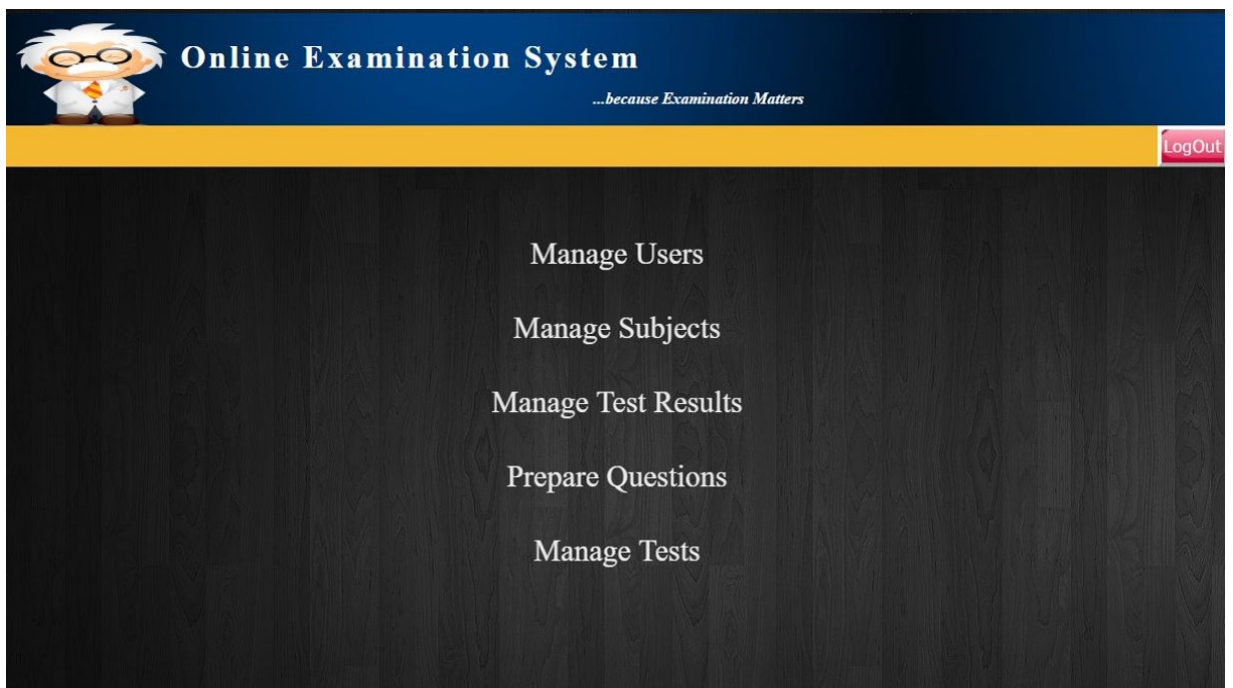 Online Examination System
...because Examination Matters
LogOut
Manage Users
Manage Subjects
Manage Test Results
Prepare Questions
Manage Tests